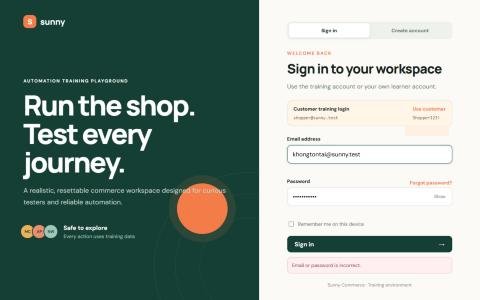 S sunny
AUTOMATION TRAINING PLAYGROUND
Run the shop.
Test every
journey.
A realistic, resettable commerce workspace designed for curious
testers and reliable automation.
Safe to explore
Every action uses training data
Sign in
Create account
WELCOME BACK
Sign in to your workspace
Use the training account or your own learner account.
Customer training login
Use customer
shopper@sunny.test
Shopper123!
Email address
khongtontai@sunny.test
Password
Forgot password?
•••••••••••
Show
Remember me on this device
Sign in →
Email or password is incorrect.
Sunny Commerce · Training environment